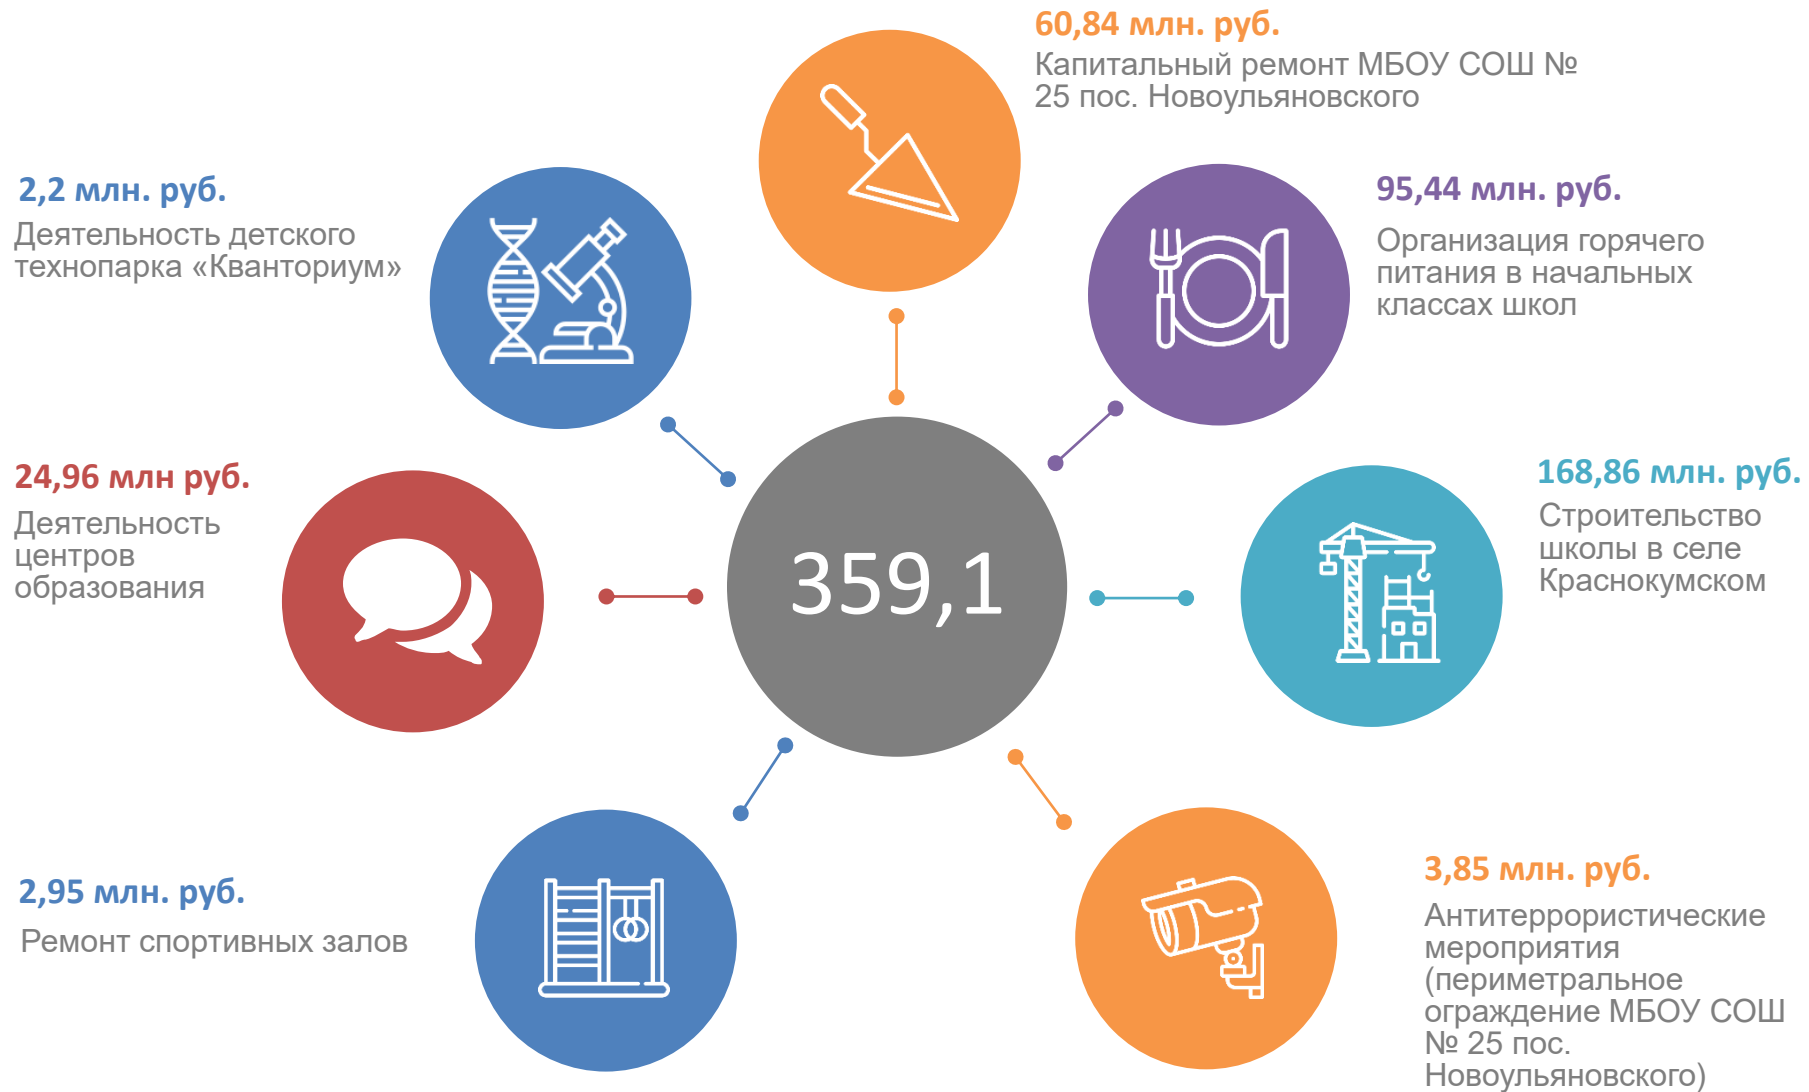 60,84 млн. руб.
Капитальный ремонт МБОУ СОШ №
25 пос. Новоульяновского
2,2 млн. руб.
Деятельность детского
технопарка «Кванториум»
95,44 млн. руб.
Организация горячего
питания в начальных
классах школ
24,96 млн руб.
Деятельность
центров
образования
359,1
168,86 млн. руб.
Строительство
школы в селе
Краснокумском
2,95 млн. руб.
Ремонт спортивных залов
3,85 млн. руб.
Антитеррористические
мероприятия
(периметральное
ограждение МБОУ СОШ
№ 25 пос.
Новоульяновского)